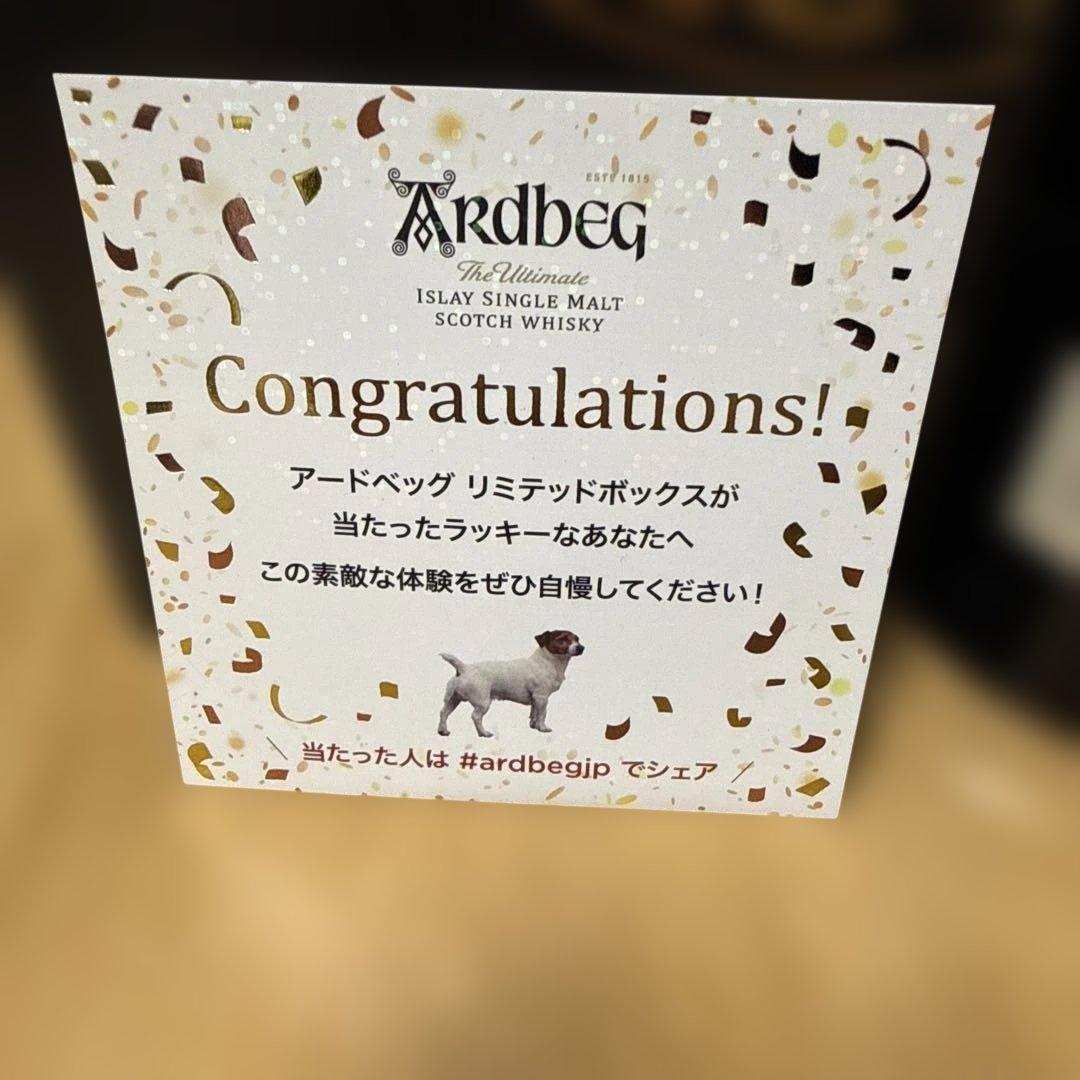 ESTD 1815
ARdbEG
The Ultimate
ISLAY SINGLE MALT
SCOTCH WHISKY
Congratulations!
アードベッグ リミテッドボックスが
当たったラッキーなあなたへ
この素敵な体験をぜひ自慢してください！
＼ 当たった人は #ardbegjp でシェア ／